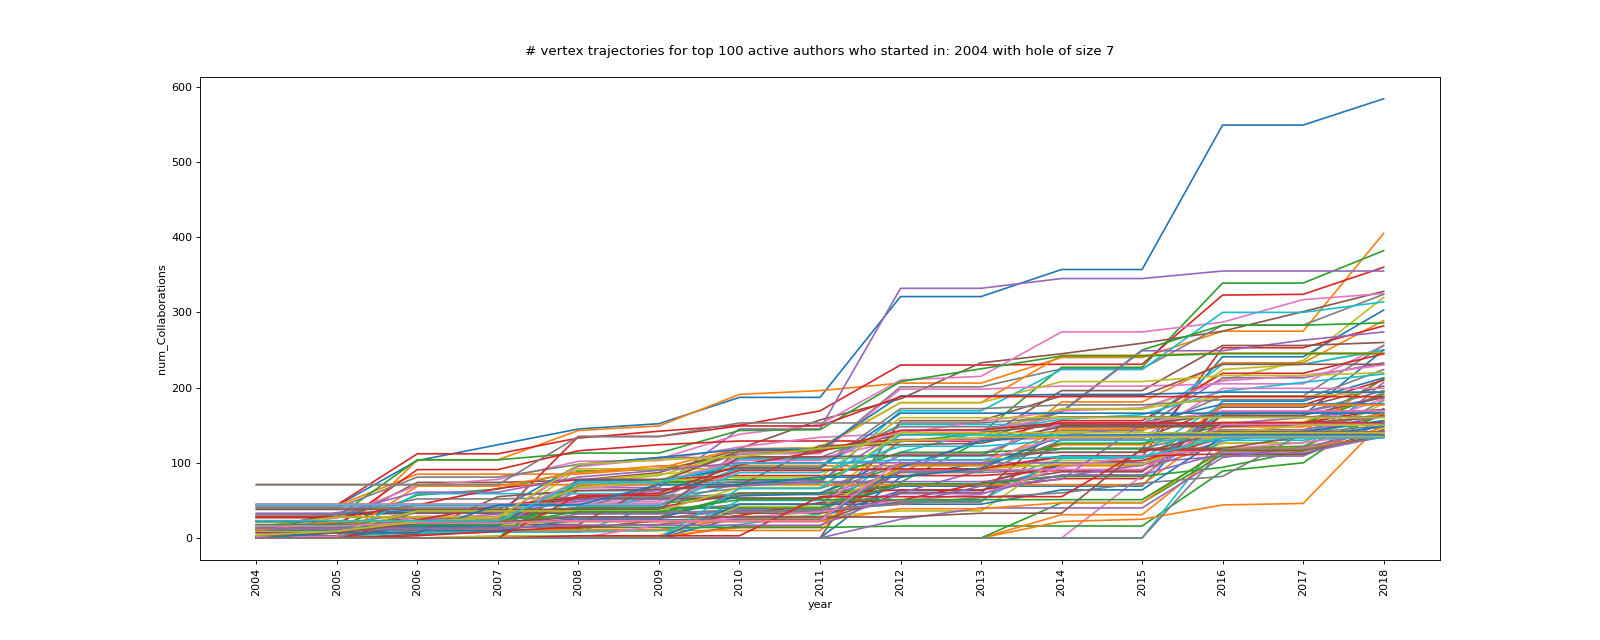 # vertex trajectories for top 100 active authors who started in: 2004 with hole of size 7
600
500
400
300
200
100
0
num_Collaborations
2004 2005 2006 2007 2008 2009 2010 2011 2012 2013 2014 2015 2016 2017 2018
year